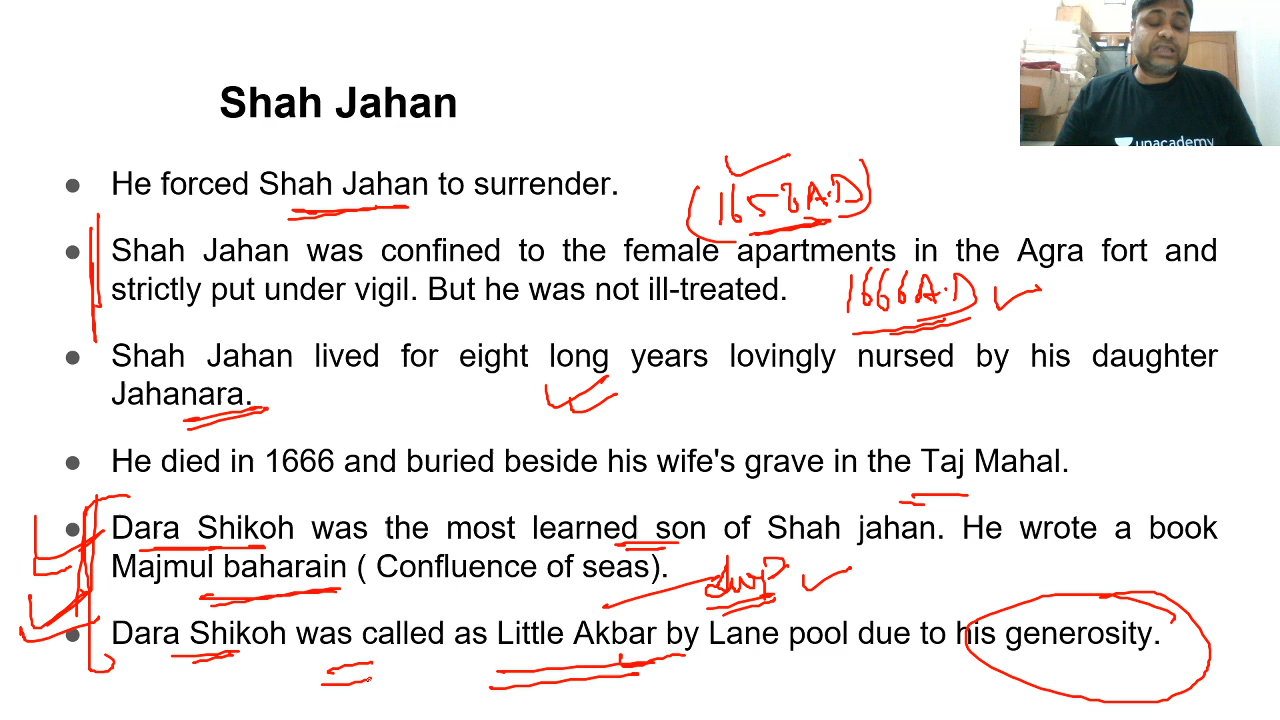 unacademy
Shah Jahan
● He forced Shah Jahan to surrender.
(1658 A.D)
● Shah Jahan was confined to the female apartments in the Agra fort and
strictly put under vigil. But he was not ill-treated.
1666 A.D
● Shah Jahan lived for eight long years lovingly nursed by his daughter
Jahanara.
● He died in 1666 and buried beside his wife's grave in the Taj Mahal.
● Dara Shikoh was the most learned son of Shah jahan. He wrote a book
Majmul baharain ( Confluence of seas).
● Dara Shikoh was called as Little Akbar by Lane pool due to his generosity.